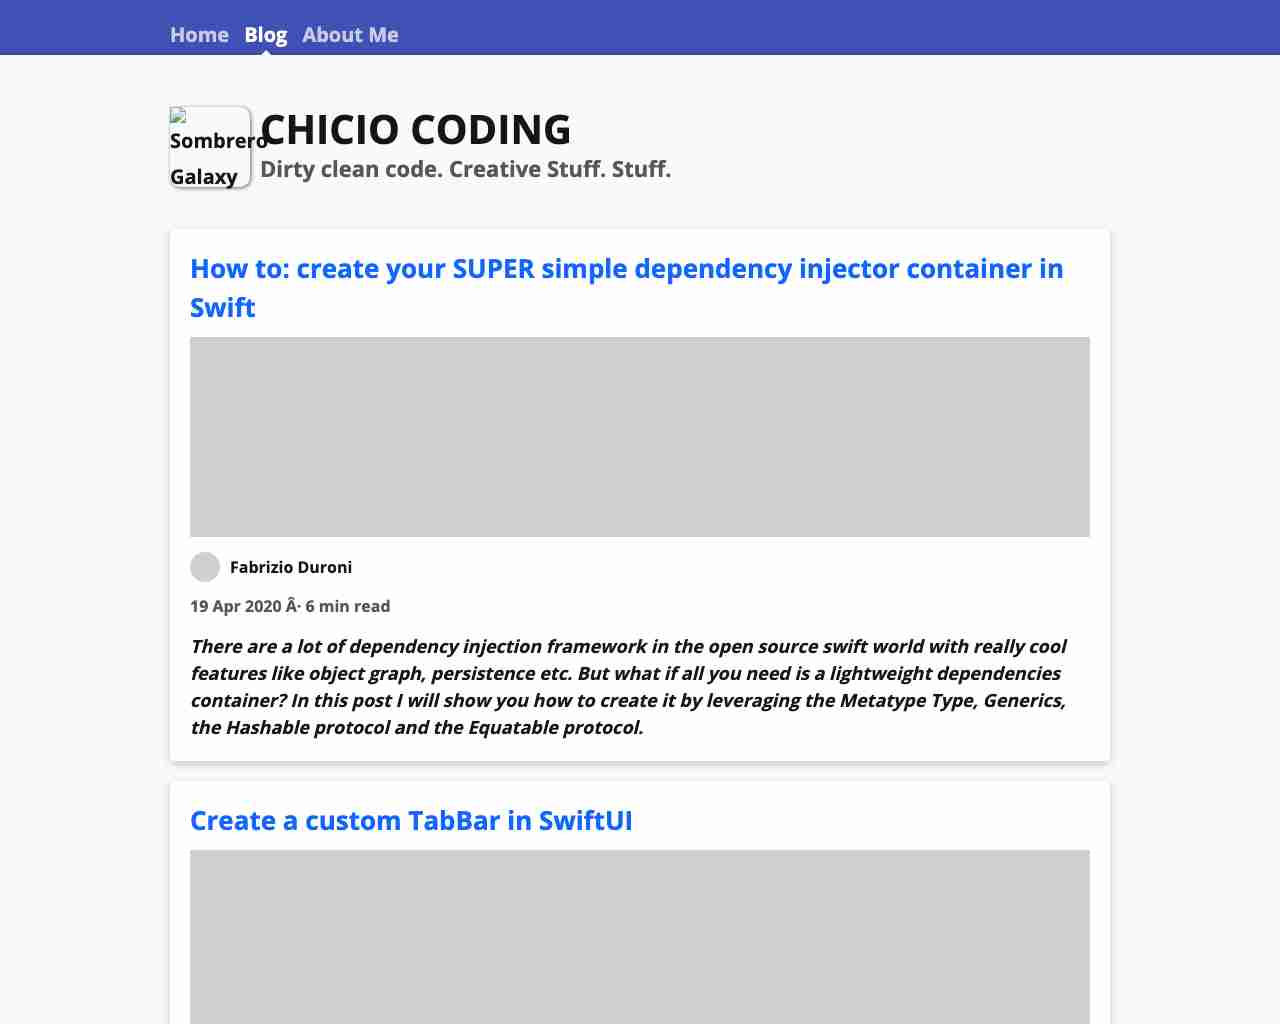 Home Blog About Me
Sombrero
Galaxy
CHICIO CODING
Dirty clean code. Creative Stuff. Stuff.
How to: create your SUPER simple dependency injector container in
Swift
Fabrizio Duroni
19 Apr 2020 Â· 6 min read
There are a lot of dependency injection framework in the open source swift world with really cool
features like object graph, persistence etc. But what if all you need is a lightweight dependencies
container? In this post I will show you how to create it by leveraging the Metatype Type, Generics,
the Hashable protocol and the Equatable protocol.
Create a custom TabBar in SwiftUI